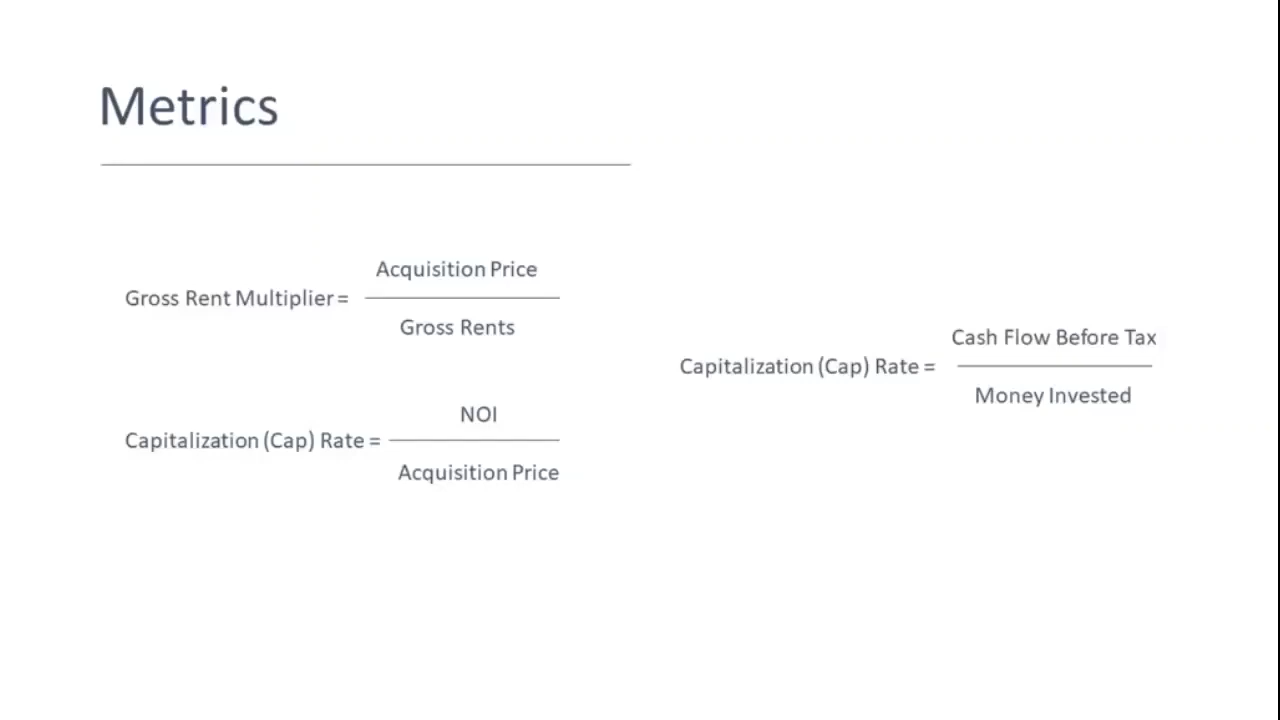 Metrics
Gross Rent Multiplier =
Acquisition Price
Gross Rents
Capitalization (Cap) Rate =
NOI
Acquisition Price
Capitalization (Cap) Rate =
Cash Flow Before Tax
Money Invested